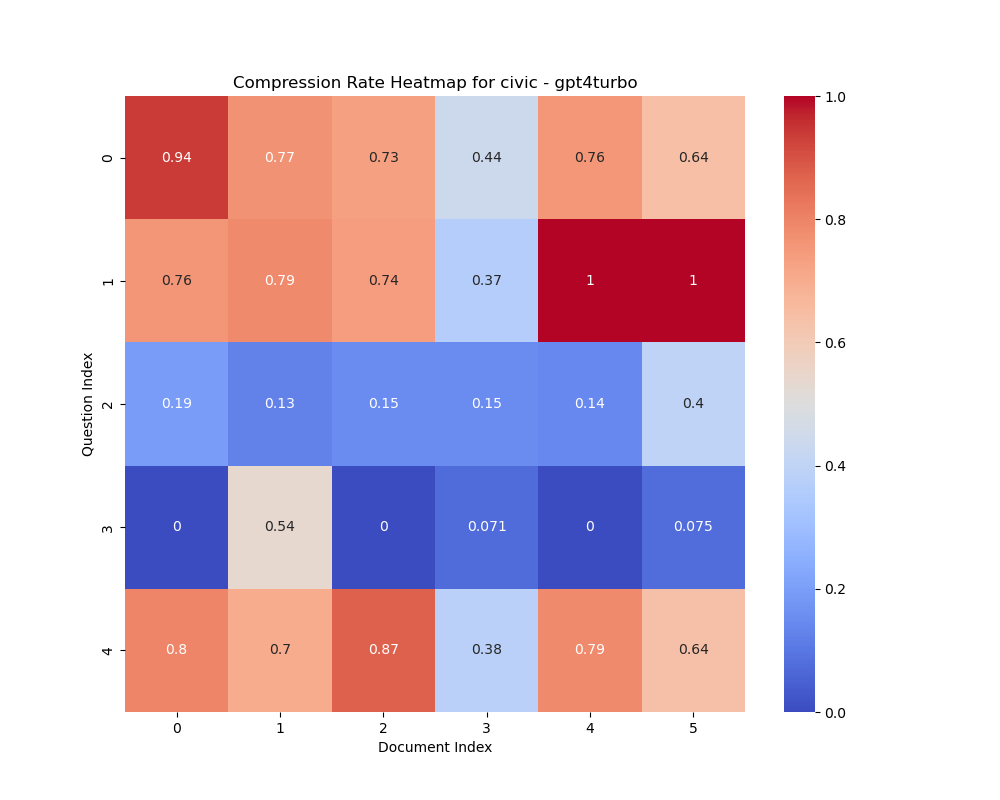 Compression Rate Heatmap for civic - gpt4turbo
0.94 0.77 0.73 0.44 0.76 0.64
0.76 0.79 0.74 0.37 1 1
0.19 0.13 0.15 0.15 0.14 0.4
0 0.54 0 0.071 0 0.075
0.8 0.7 0.87 0.38 0.79 0.64
0
1
2
3
4
Question Index
0 1 2 3 4 5
Document Index
1.0
0.8
0.6
0.4
0.2
0.0